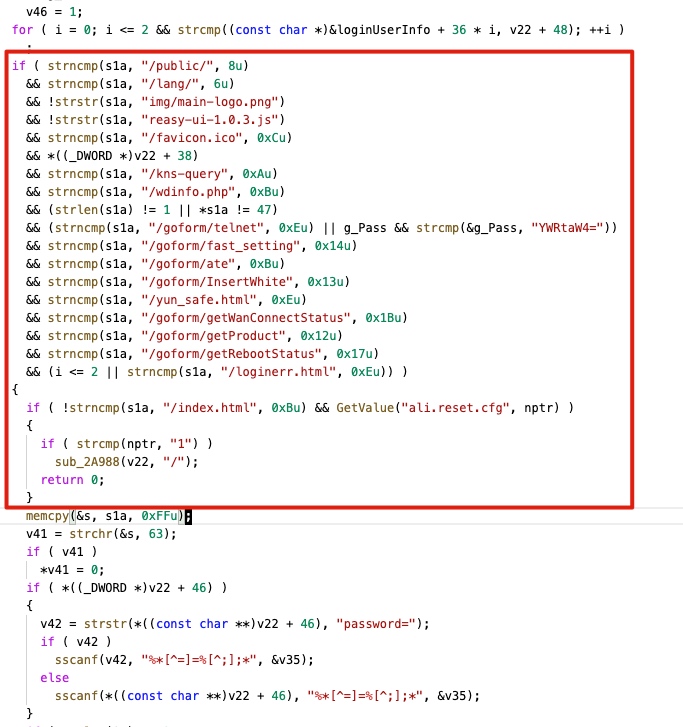 v46 = 1;
for ( i = 0; i <= 2 && strcmp((const char *)&loginUserInfo + 36 * i, v22 + 48); ++i )
;
if ( strncmp(s1a, "/public/", 8u)
&& strncmp(s1a, "/lang/", 6u)
&& !strstr(s1a, "img/main-logo.png")
&& !strstr(s1a, "reasy-ui-1.0.3.js")
&& strncmp(s1a, "/favicon.ico", 0xCu)
&& *((_DWORD *)v22 + 38)
&& strncmp(s1a, "/kns-query", 0xAu)
&& strncmp(s1a, "/wdinfo.php", 0xBu)
&& (strlen(s1a) != 1 || *s1a != 47)
&& (strncmp(s1a, "/goform/telnet", 0xEu) || g_Pass && strcmp(&g_Pass, "YWRtaW4="))
&& strncmp(s1a, "/goform/fast_setting", 0x14u)
&& strncmp(s1a, "/goform/ate", 0xBu)
&& strncmp(s1a, "/goform/InsertWhite", 0x13u)
&& strncmp(s1a, "/yun_safe.html", 0xEu)
&& strncmp(s1a, "/goform/getWanConnectStatus", 0x1Bu)
&& strncmp(s1a, "/goform/getProduct", 0x12u)
&& strncmp(s1a, "/goform/getRebootStatus", 0x17u)
&& (i <= 2 || strncmp(s1a, "/loginerr.html", 0xEu)) )
{
if ( !strncmp(s1a, "/index.html", 0xBu) && GetValue("ali.reset.cfg", nptr) )
{
if ( strcmp(nptr, "1") )
sub_2A988(v22, "/");
return 0;
}
memcpy(&s, s1a, 0xFFu);
v41 = strchr(&s, 63);
if ( v41 )
*v41 = 0;
if ( *((_DWORD *)v22 + 46) )
{
v42 = strstr(*((const char **)v22 + 46), "password=");
if ( v42 )
sscanf(v42, "%*[^=]=%[^;];*", &v35);
else
sscanf(*((const char **)v22 + 46), "%*[^=]=%[^;];*", &v35);
}